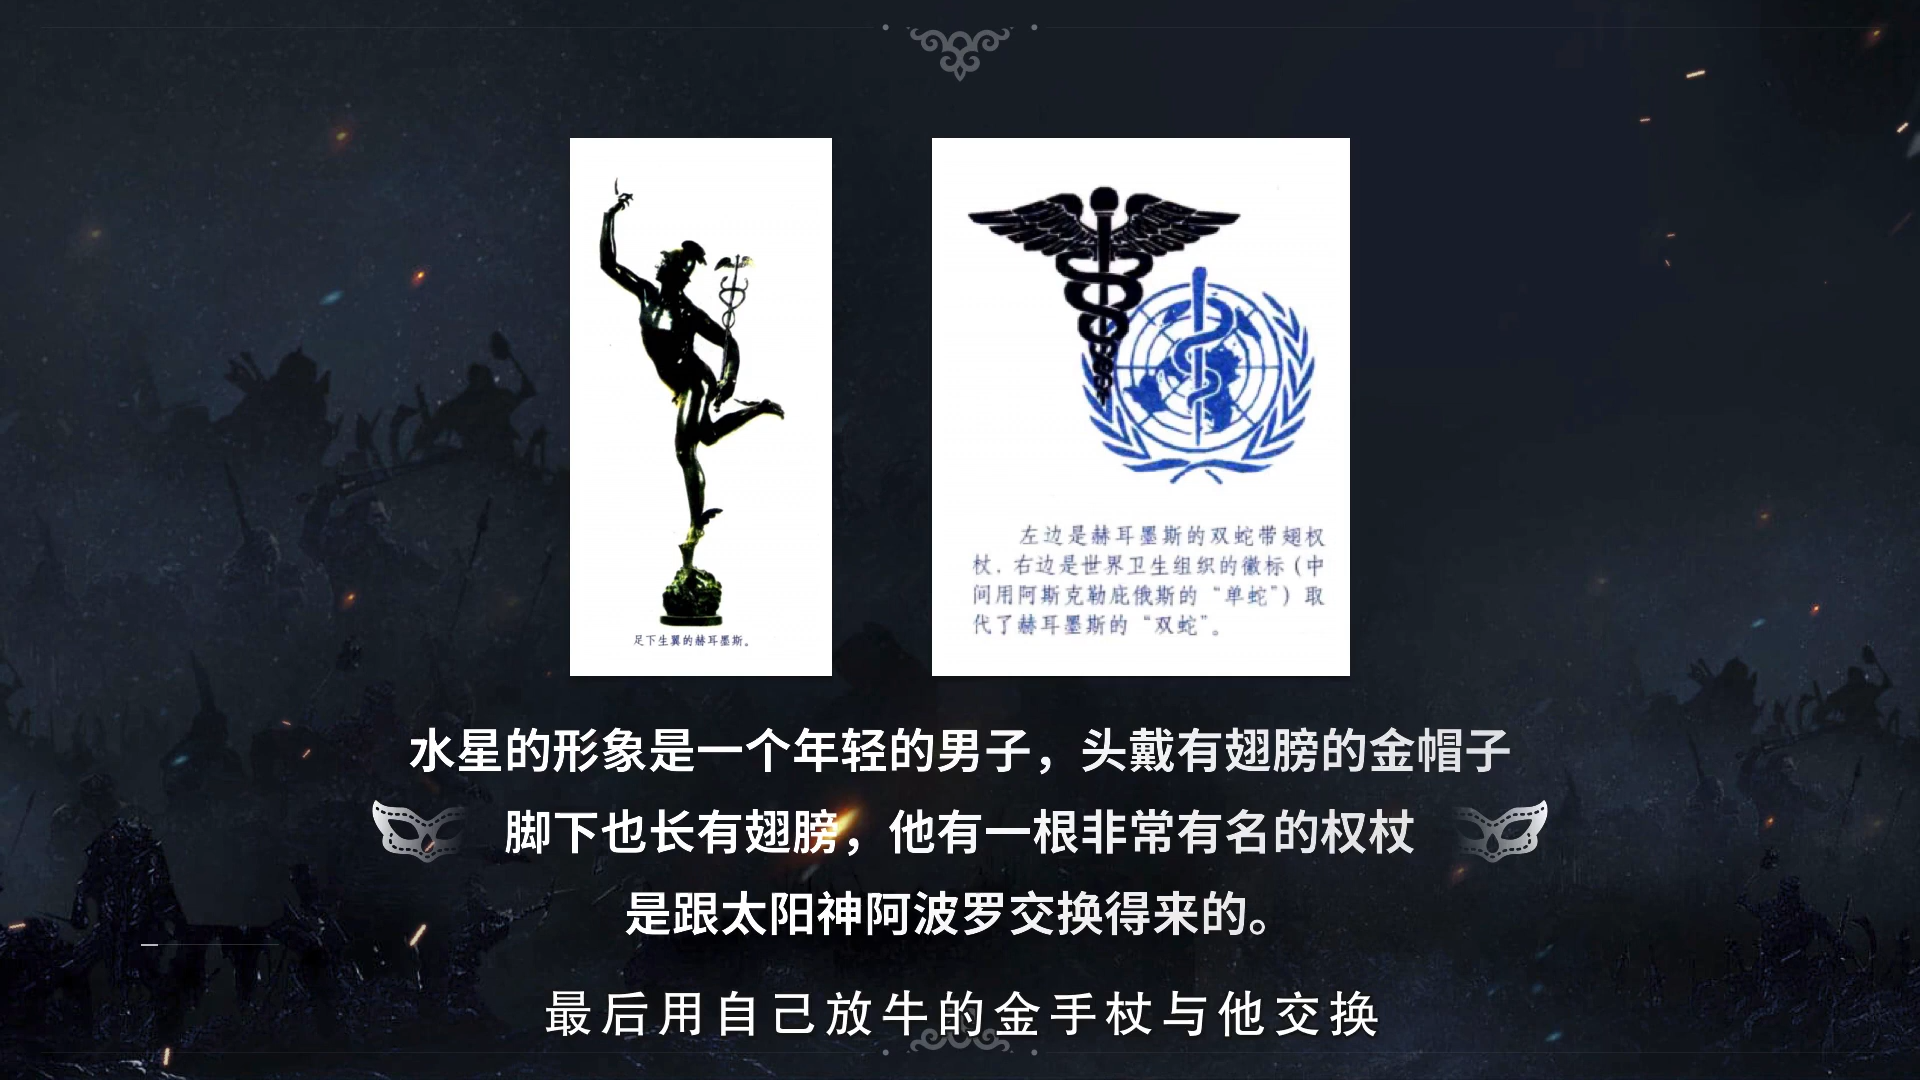 足下生翼的赫耳墨斯。
左边是赫耳墨斯的双蛇带翅权
杖．右边是世界卫生组织的徽标（中
间用阿斯克勒庇俄斯的“单蛇”）取
代了赫耳墨斯的“双蛇”。
水星的形象是一个年轻的男子，头戴有翅膀的金帽子
脚下也长有翅膀，他有一根非常有名的权杖
是跟太阳神阿波罗交换得来的。
最后用自己放牛的金手杖与他交换